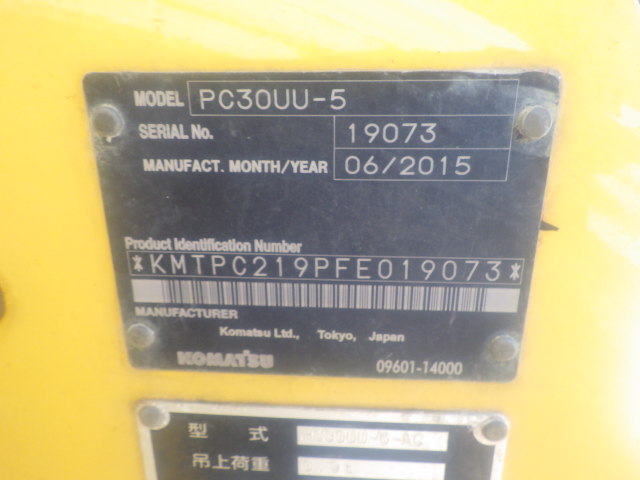 MODEL PC30UU-5
SERIAL No. 19073
MANUFACT. MONTH/YEAR 06/2015
Product Identification Number
*KMTPC219PFE019073*
MANUFACTURER
Komatsu Ltd., Tokyo, Japan
KOMATSU 09601-14000
型 式
吊上荷重